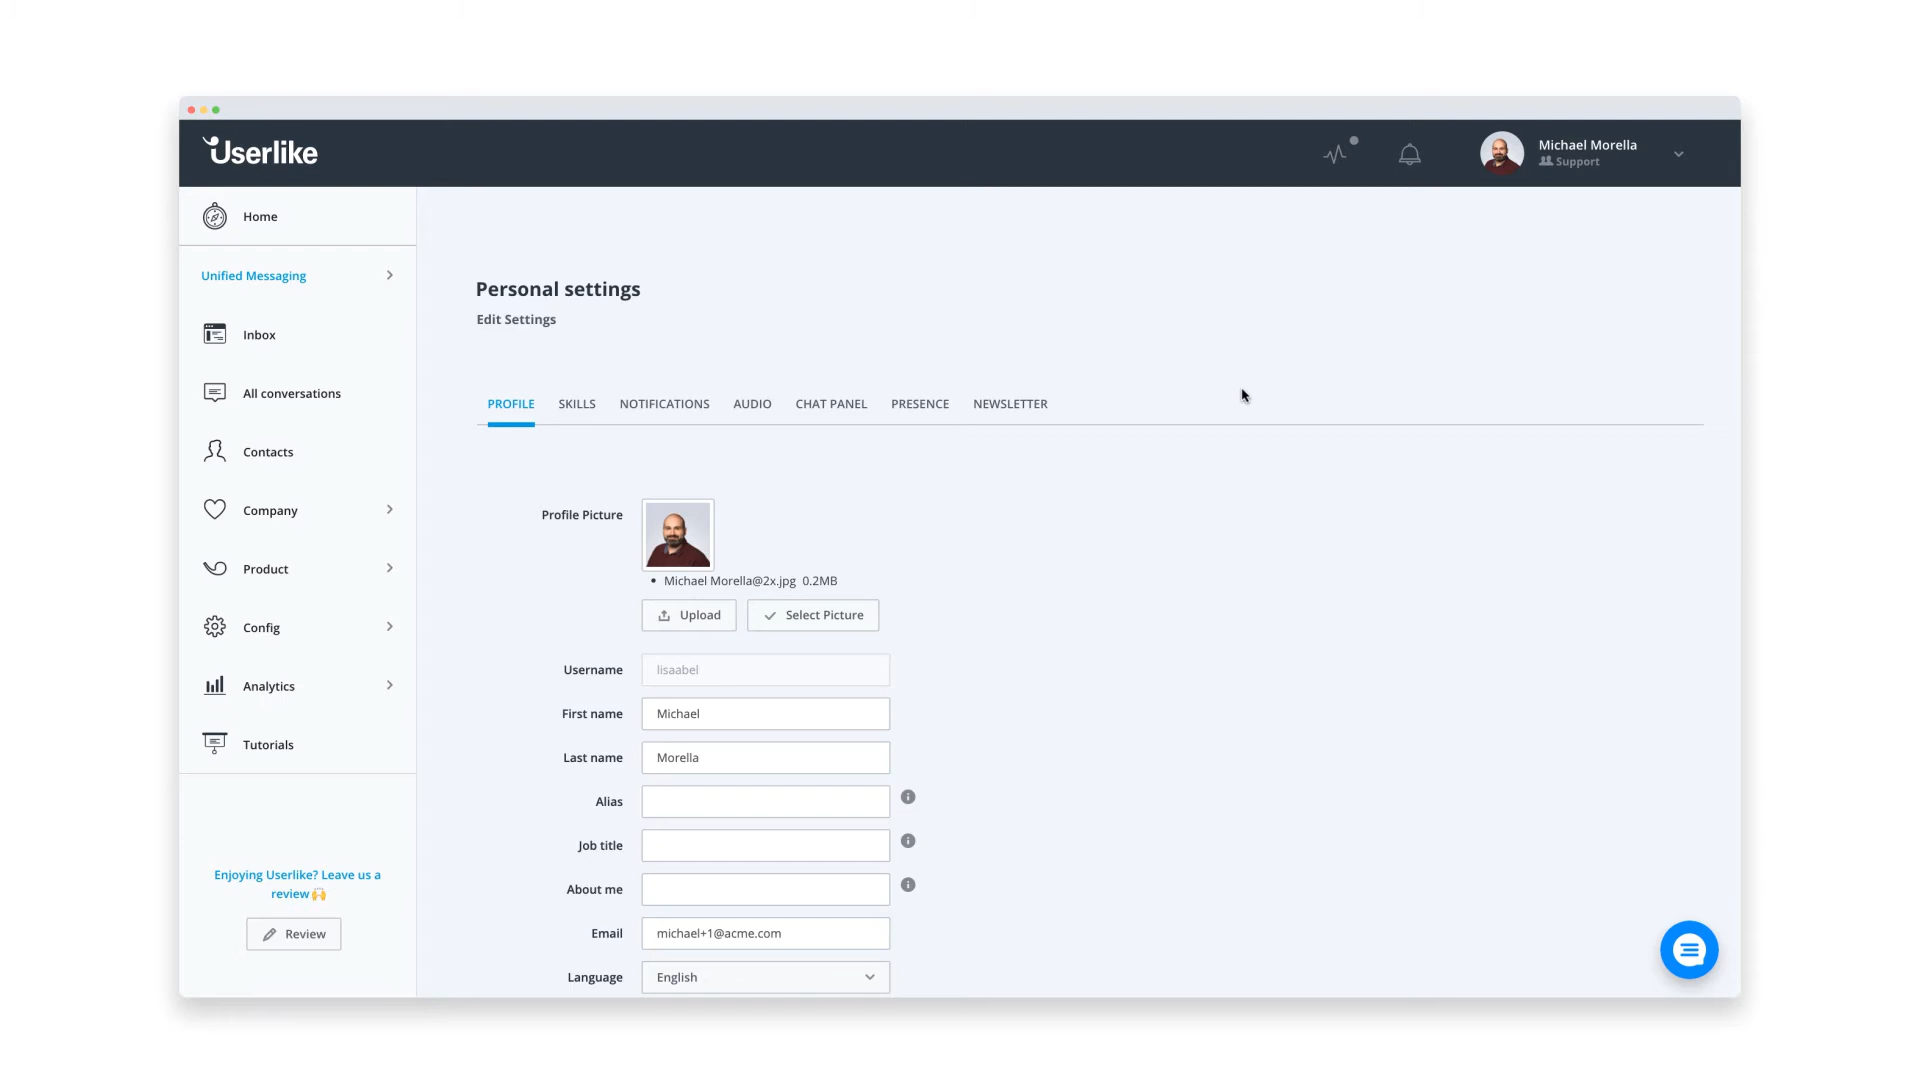 Userlike
Michael Morella
Support
Home
Unified Messaging
Inbox
All conversations
Contacts
Company
Product
Config
Analytics
Tutorials
Enjoying Userlike? Leave us a
review 🙌
Review
Personal settings
Edit Settings
PROFILE SKILLS NOTIFICATIONS AUDIO CHAT PANEL PRESENCE NEWSLETTER
Profile Picture
• Michael Morella@2x.jpg 0.2MB
Upload Select Picture
Username lisaabel
First name Michael
Last name Morella
Alias
Job title
About me
Email michael+1@acme.com
Language English